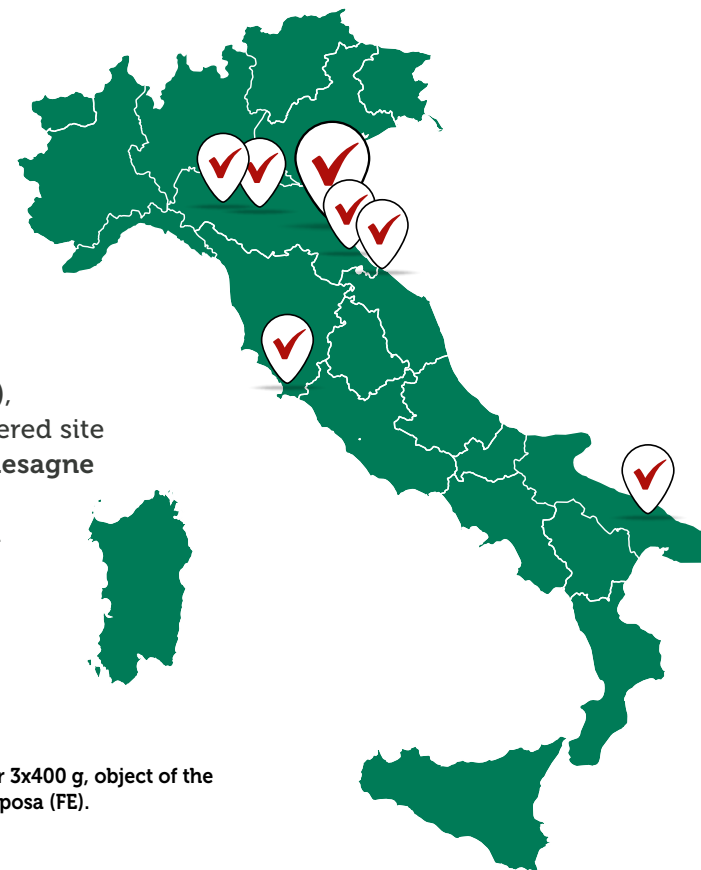 ),
ered site
esagne
r 3x400 g, object of the
posa (FE).